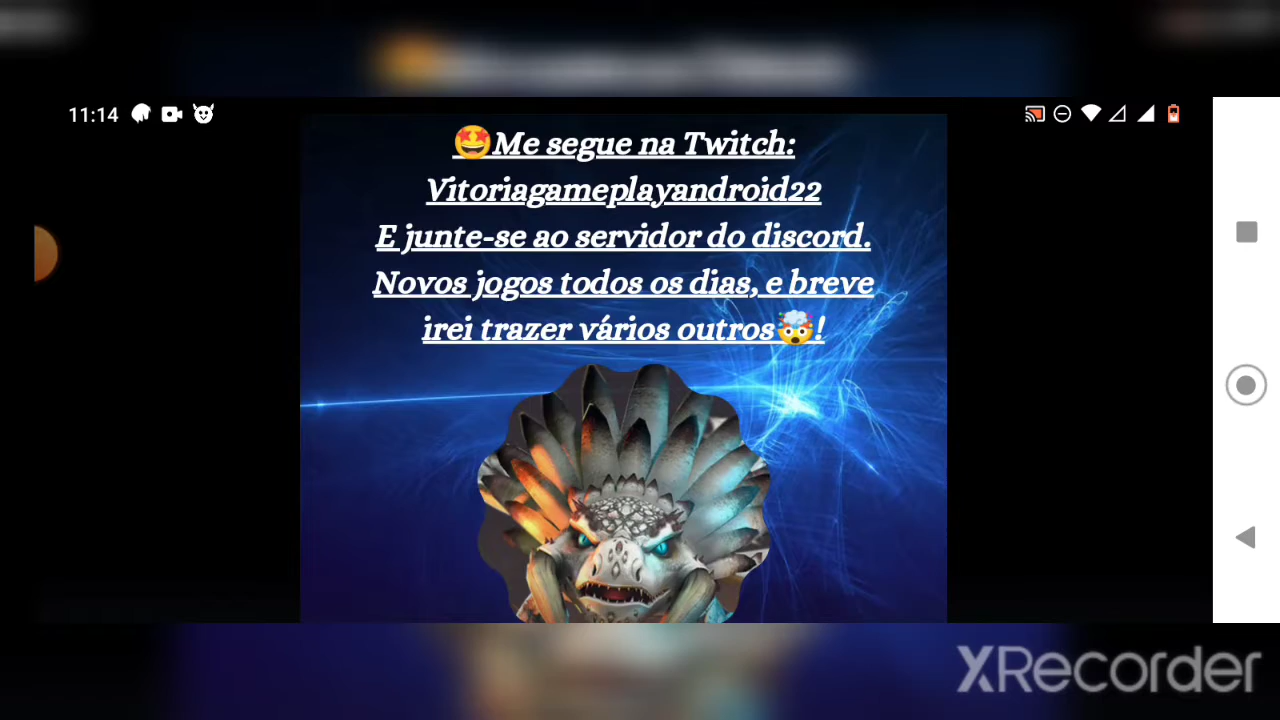 11:14
🤩Me segue na Twitch:
Vitoriagameplayandroid22
E junte-se ao servidor do discord.
Novos jogos todos os dias, e breve
irei trazer vários outros🤯!
XRecorder